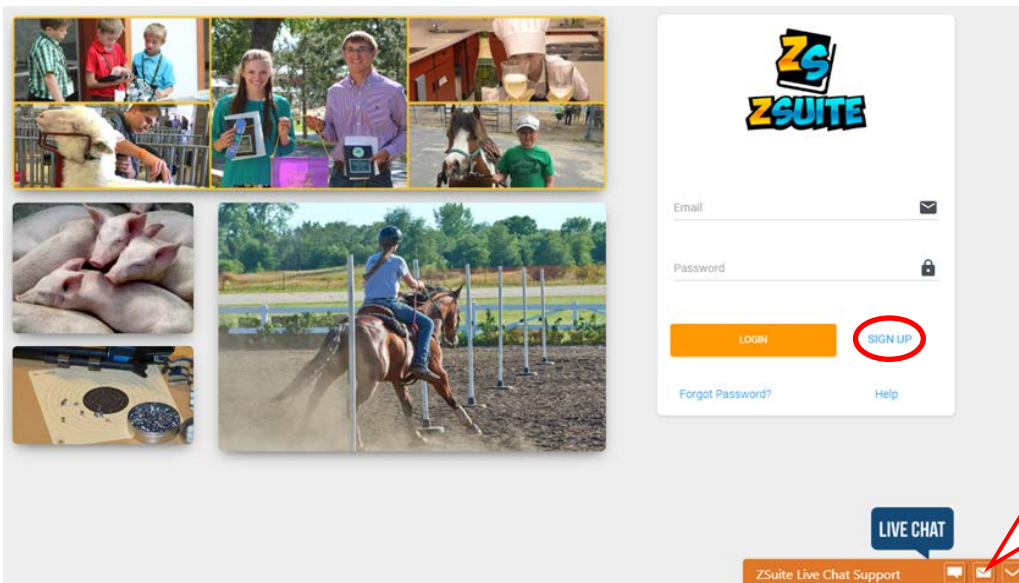 ZS
ZSUITE
Email
Password
LOGIN
SIGN UP
Forgot Password?
Help
LIVE CHAT
ZSuite Live Chat Support